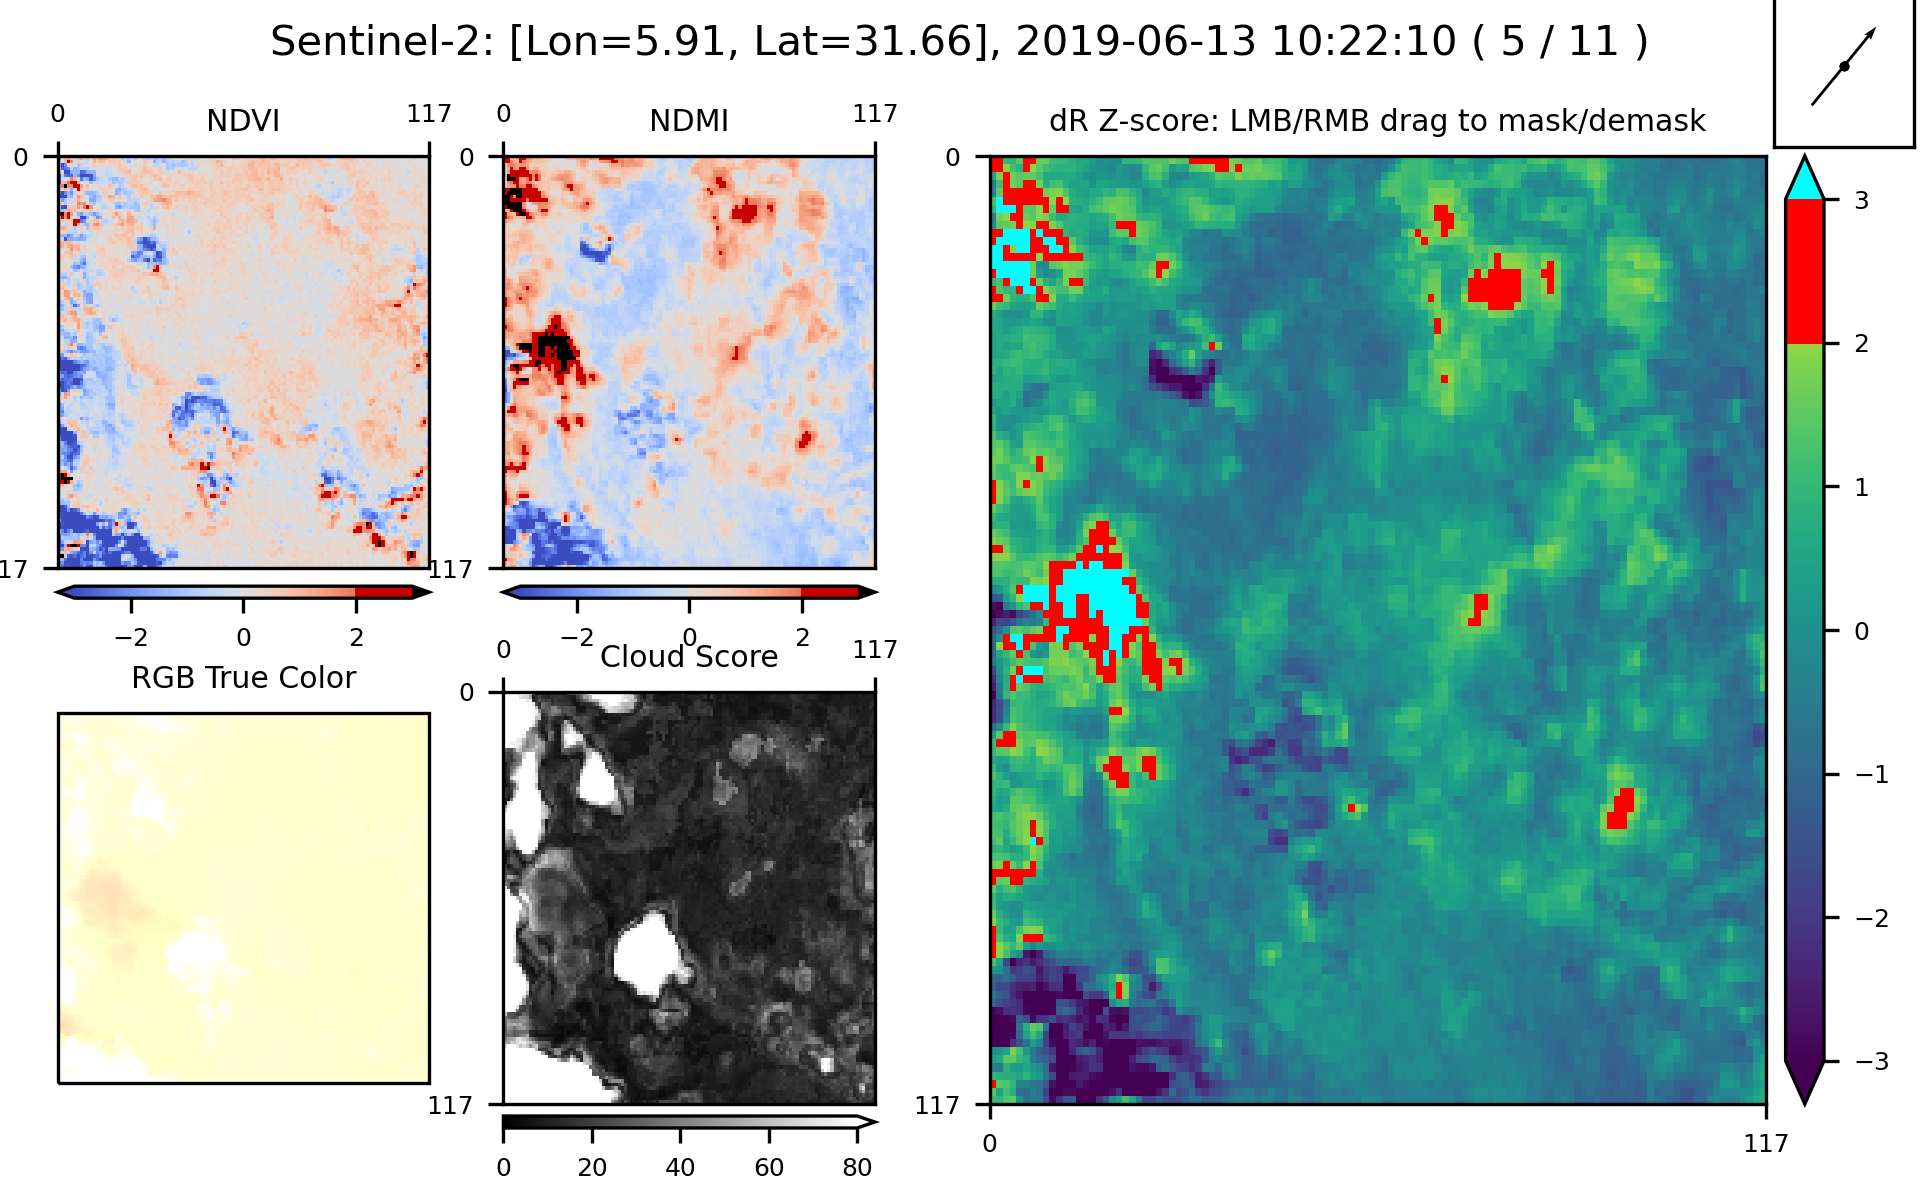 Sentinel-2: [Lon=5.91, Lat=31.66], 2019-06-13 10:22:10 ( 5 / 11 )
0 117
NDVI
0
17
−2 0 2
0 117
NDMI
0
117
−2 0 2
RGB True Color
0 117
Cloud Score
0
117
0 20 40 60 80
dR Z-score: LMB/RMB drag to mask/demask
0
117
0 117
3
2
1
0
−1
−2
−3